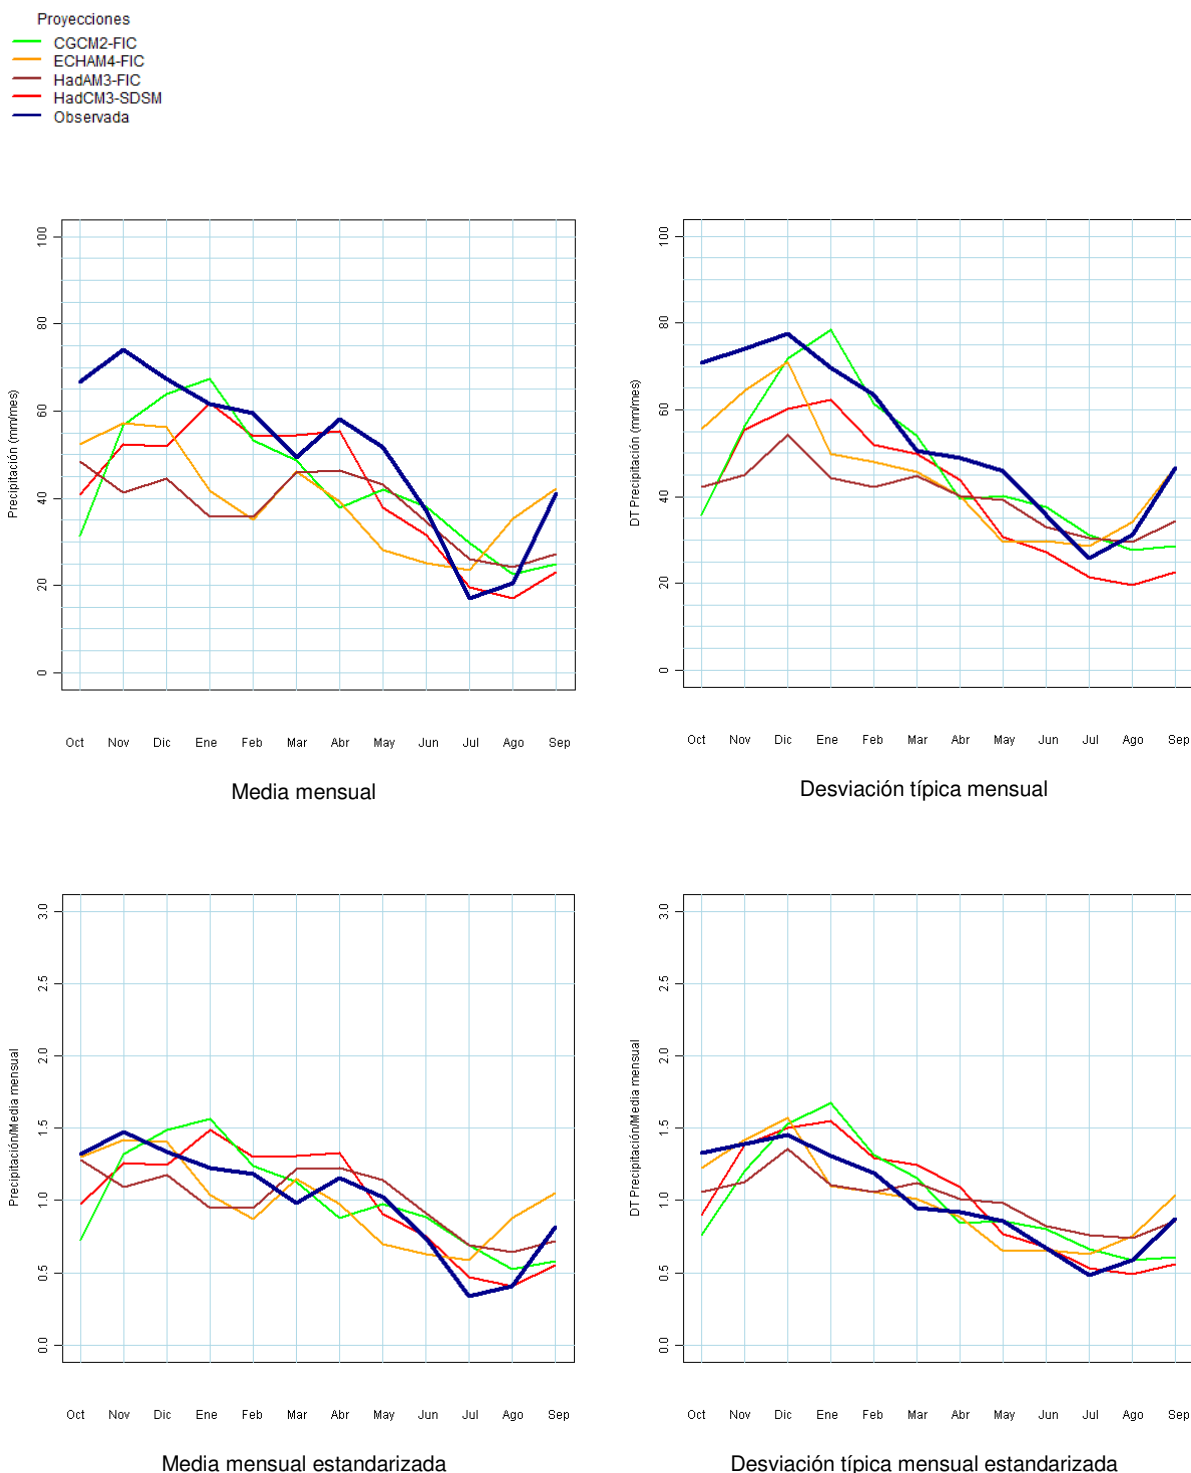 Proyecciones
CGCM2-FIC
ECHAM4-FIC
HadAM3-FIC
HadCM3-SDSM
Observada
Precipitación (mm/mes)
100
80
60
40
20
0
Oct Nov Dic Ene Feb Mar Abr May Jun Jul Ago Sep
Media mensual
DT Precipitación (mm/mes)
100
80
60
40
20
0
Oct Nov Dic Ene Feb Mar Abr May Jun Jul Ago Sep
Desviación típica mensual
Precipitación/Media mensual
3.0
2.5
2.0
1.5
1.0
0.5
0.0
Oct Nov Dic Ene Feb Mar Abr May Jun Jul Ago Sep
Media mensual estandarizada
DT Precipitación/Media mensual
3.0
2.5
2.0
1.5
1.0
0.5
0.0
Oct Nov Dic Ene Feb Mar Abr May Jun Jul Ago Sep
Desviación típica mensual estandarizada